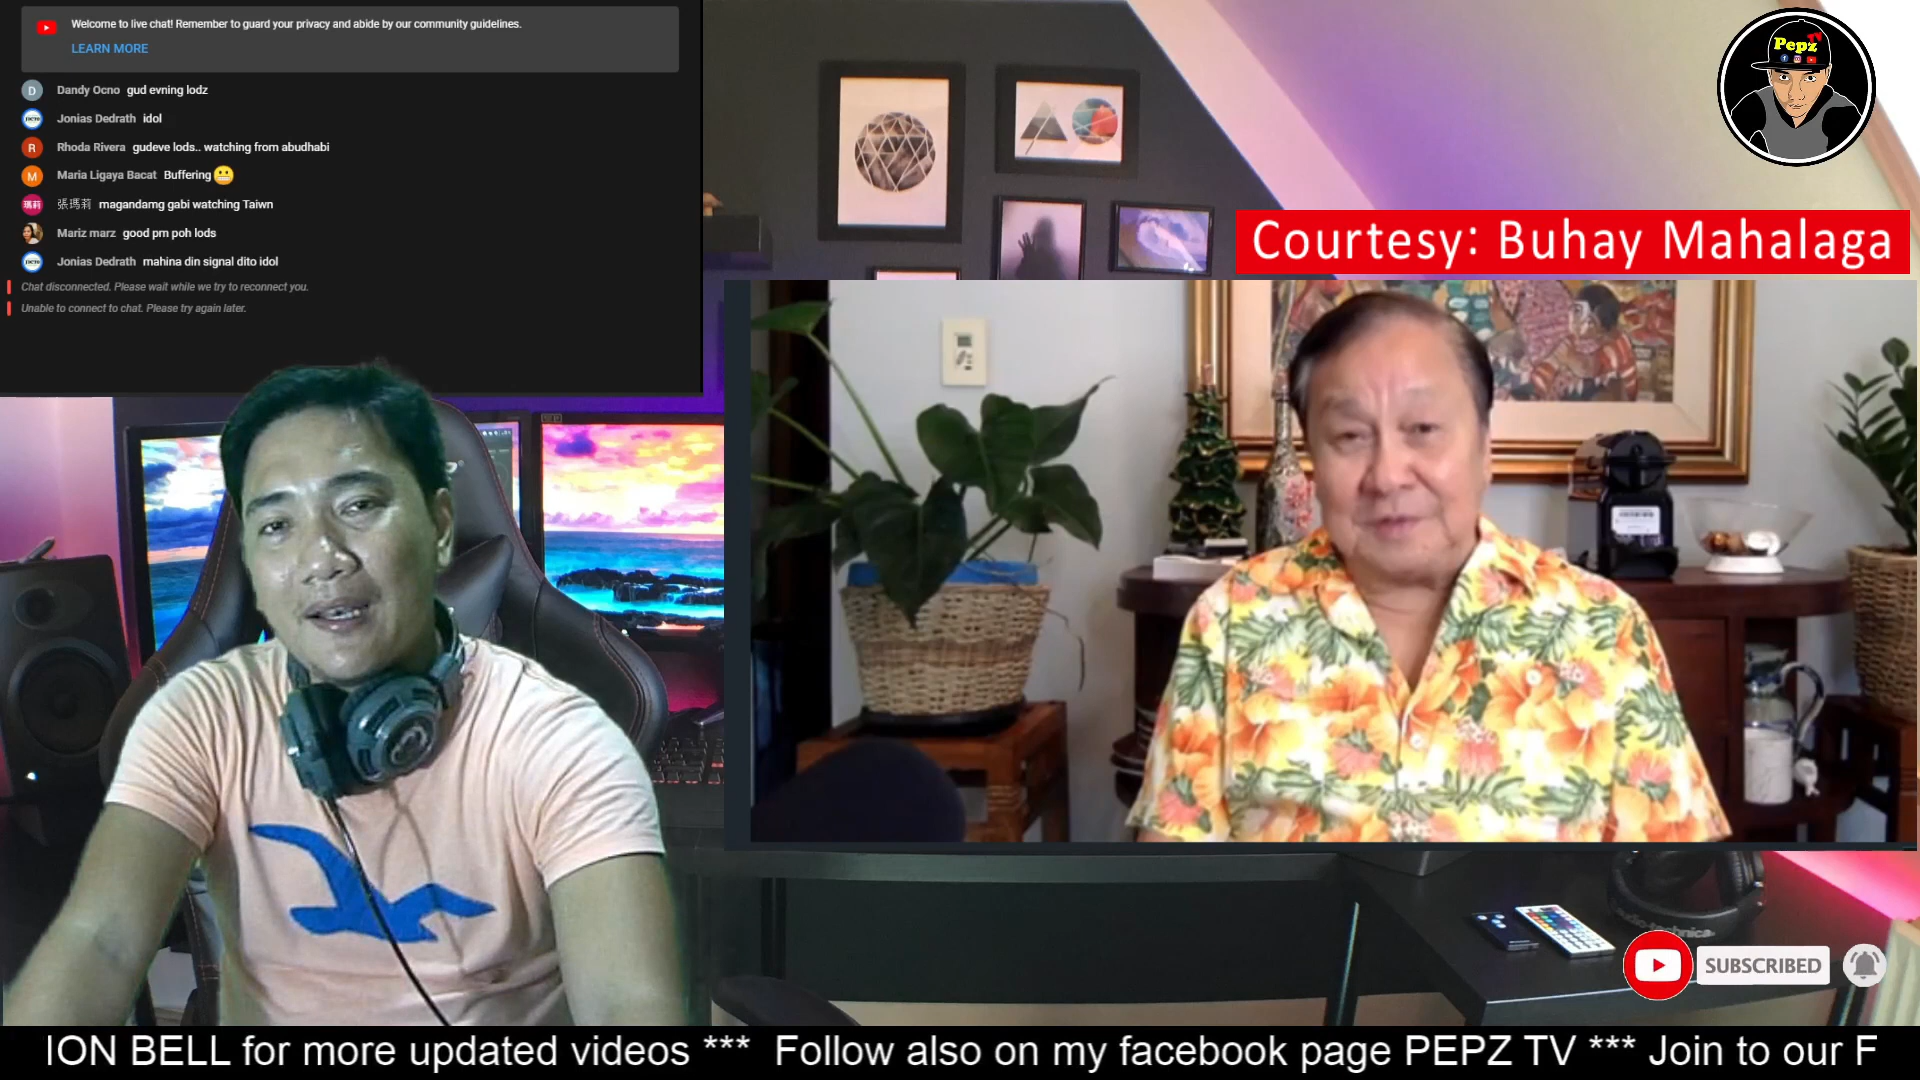 Welcome to live chat! Remember to guard your privacy and abide by our community guidelines.
LEARN MORE
D Dandy Ocno gud evning lodz
Jonias Dedrath idol
R Rhoda Rivera gudeve lods.. watching from abudhabi
M Maria Ligaya Bacat Buffering😬
瑪莉 張瑪莉 magandamg gabi watching Taiwn
Mariz marz good pm poh lods
Jonias Dedrath mahina din signal dito idol
Chat disconnected. Please wait while we try to reconnect you.
Unable to connect to chat. Please try again later.
Pepz TV
Courtesy: Buhay Mahalaga
audio-technica
SUBSCRIBED
ION BELL for more updated videos *** Follow also on my facebook page PEPZ TV *** Join to our F